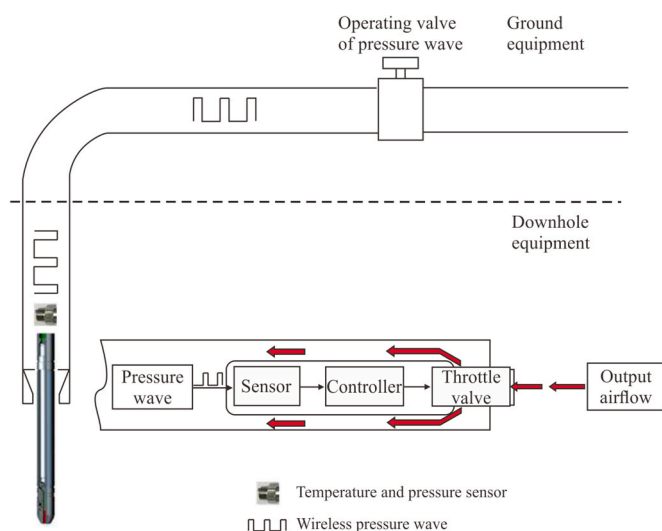 Operating valve
of pressure wave
Ground
equipment
Downhole
equipment
Pressure
wave
Sensor
Controller
Throttle
valve
Output
airflow
Temperature and pressure sensor
Wireless pressure wave